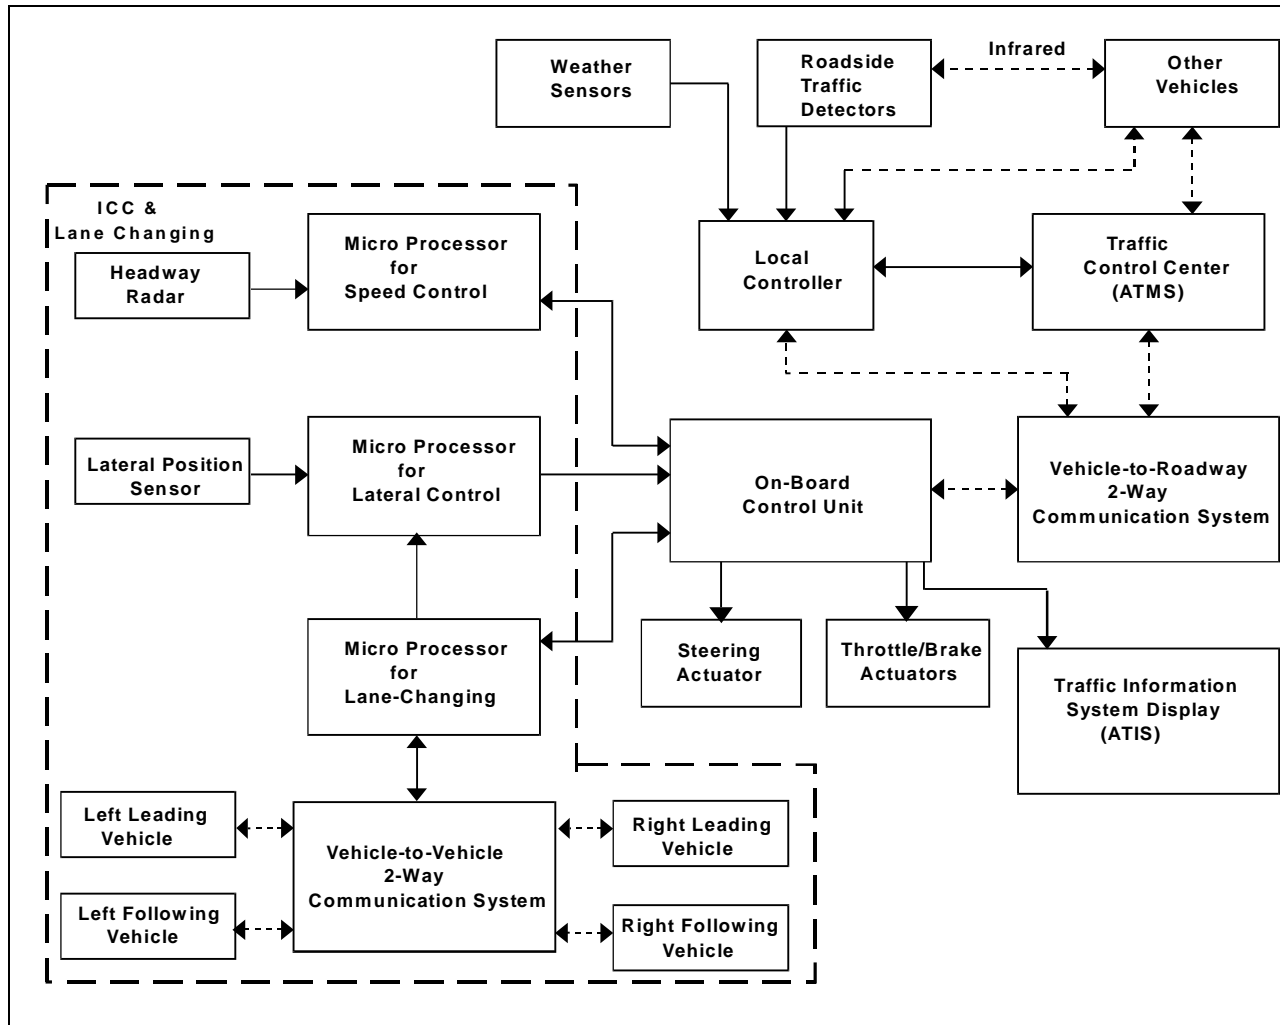 Weather
Sensors
Roadside
Traffic
Detectors
Infrared
Other
Vehicles
ICC &
Lane Changing
Headway
Radar
Micro Processor
for
Speed Control
Local
Controller
Traffic
Control Center
(ATMS)
Lateral Position
Sensor
Micro Processor
for
Lateral Control
On-Board
Control Unit
Vehicle-to-Roadway
2-Way
Communication System
Micro Processor
for
Lane-Changing
Steering
Actuator
Throttle/Brake
Actuators
Traffic Information
System Display
(ATIS)
Left Leading
Vehicle
Vehicle-to-Vehicle
2-Way
Communication System
Right Leading
Vehicle
Left Following
Vehicle
Right Following
Vehicle